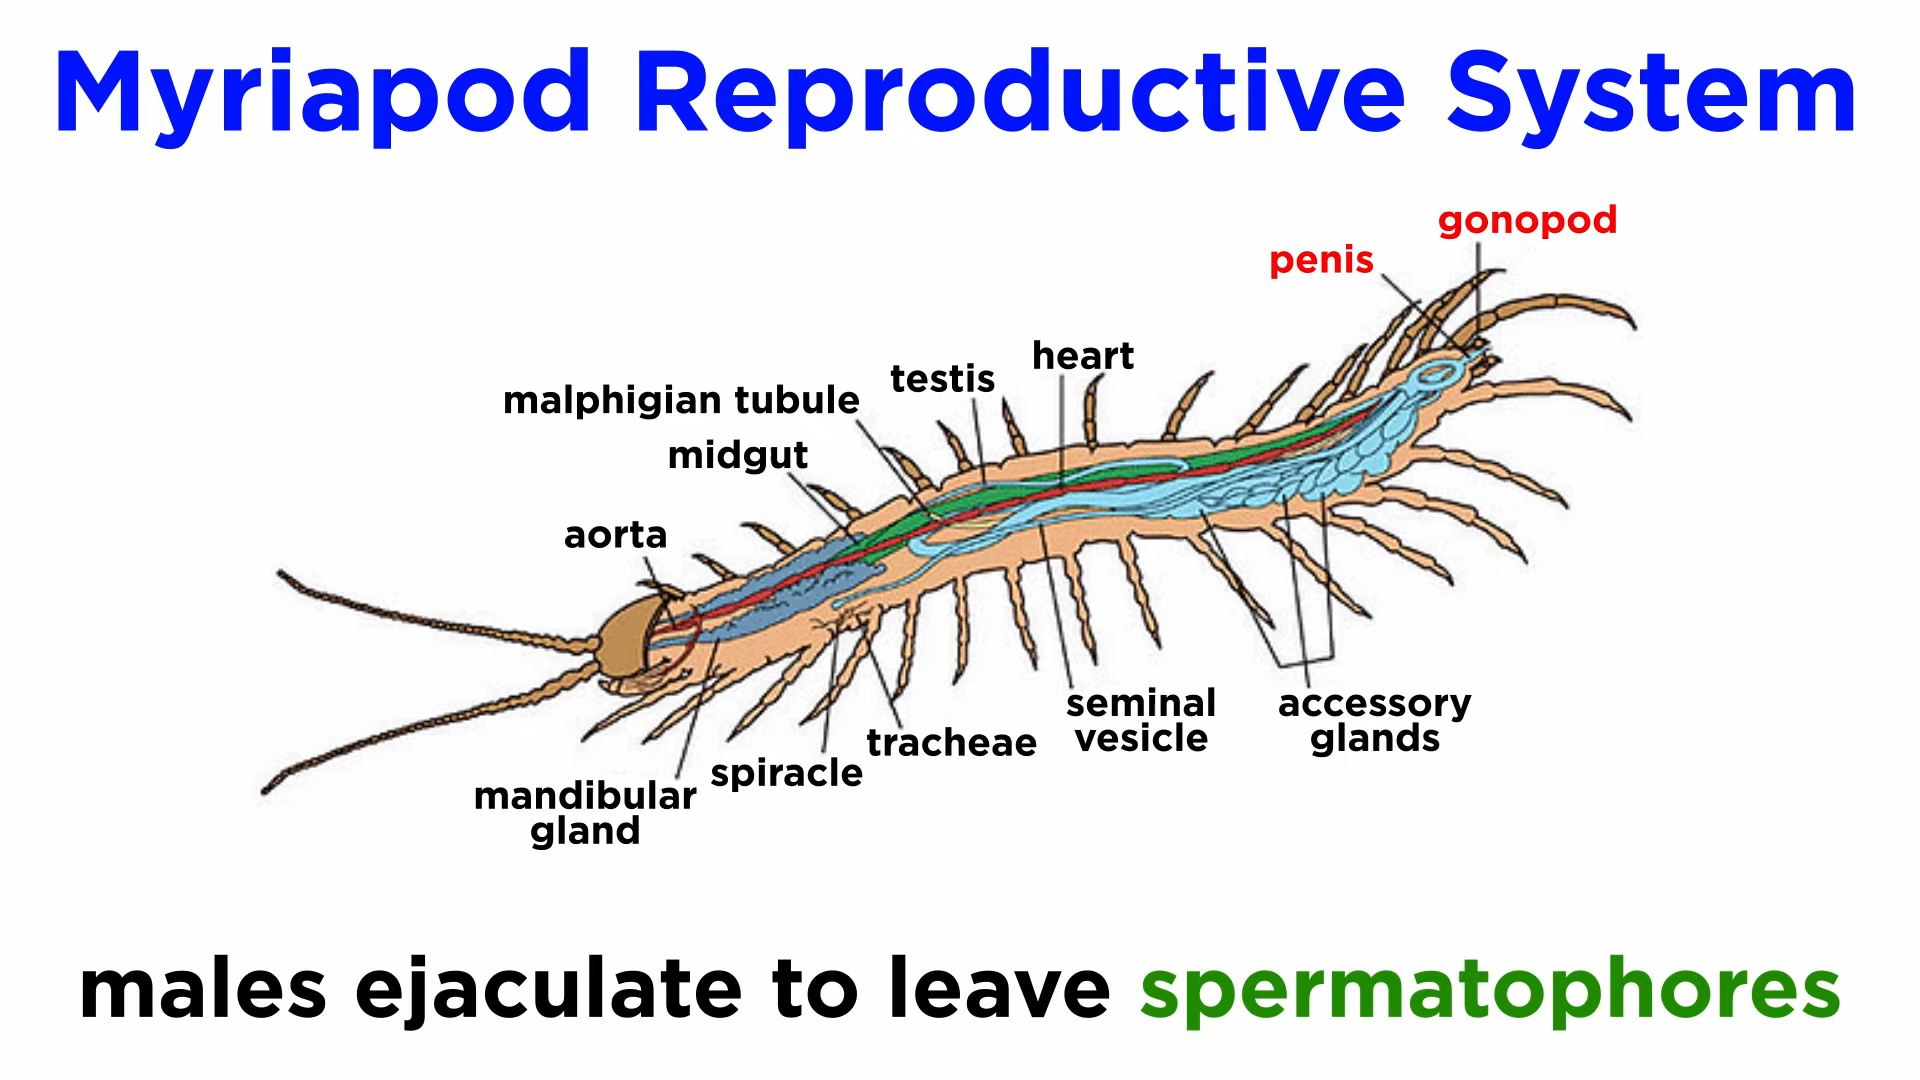 Myriapod Reproductive System
gonopod
penis
heart
testis
malphigian tubule
midgut
aorta
seminal
vesicle
accessory
glands
tracheae
spiracle
mandibular
gland
males ejaculate to leave spermatophores